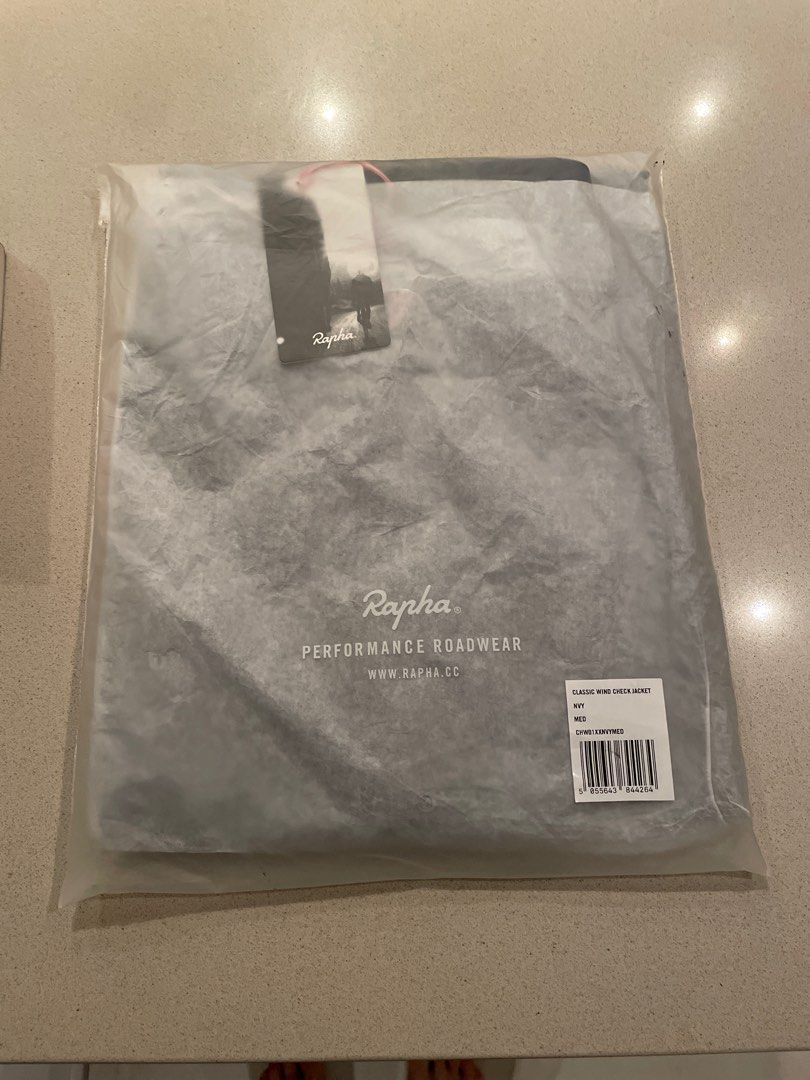 Rapha.
Rapha®
PERFORMANCE ROADWEAR
WWW.RAPHA.CC
CLASSIC WIND CHECK JACKET
NVY
MED
CHW01XXNVYMED
5 055643 844264